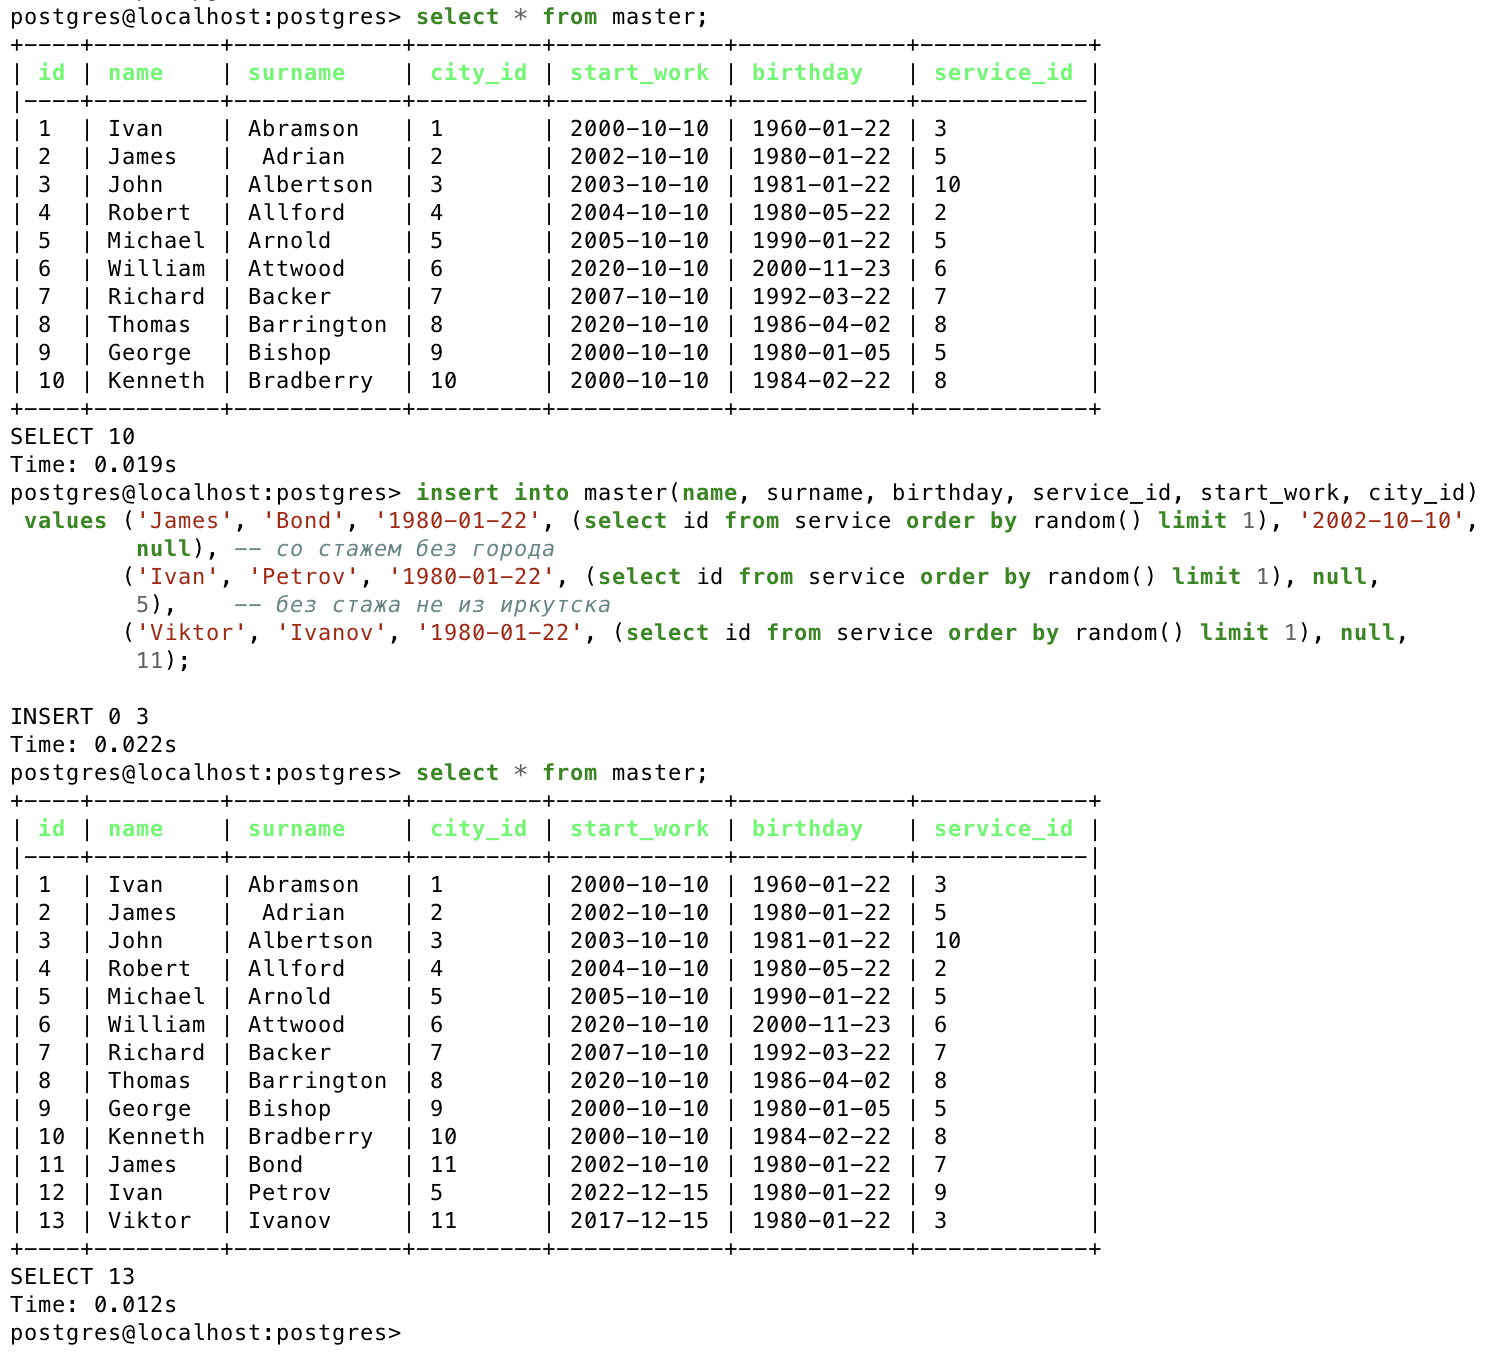 postgres@localhost:postgres> select * from master;
+----+---------+------------+---------+------------+------------+------------+
| id | name    | surname    | city_id | start_work | birthday   | service_id |
|----+---------+------------+---------+------------+------------+------------|
| 1  | Ivan    | Abramson   | 1       | 2000-10-10 | 1960-01-22 | 3          |
| 2  | James   |  Adrian    | 2       | 2002-10-10 | 1980-01-22 | 5          |
| 3  | John    | Albertson  | 3       | 2003-10-10 | 1981-01-22 | 10         |
| 4  | Robert  | Allford    | 4       | 2004-10-10 | 1980-05-22 | 2          |
| 5  | Michael | Arnold     | 5       | 2005-10-10 | 1990-01-22 | 5          |
| 6  | William | Attwood    | 6       | 2020-10-10 | 2000-11-23 | 6          |
| 7  | Richard | Backer     | 7       | 2007-10-10 | 1992-03-22 | 7          |
| 8  | Thomas  | Barrington | 8       | 2020-10-10 | 1986-04-02 | 8          |
| 9  | George  | Bishop     | 9       | 2000-10-10 | 1980-01-05 | 5          |
| 10 | Kenneth | Bradberry  | 10      | 2000-10-10 | 1984-02-22 | 8          |
+----+---------+------------+---------+------------+------------+------------+
SELECT 10
Time: 0.019s
postgres@localhost:postgres> insert into master(name, surname, birthday, service_id, start_work, city_id)
 values ('James', 'Bond', '1980-01-22', (select id from service order by random() limit 1), '2002-10-10',
         null), -- со стажем без города
        ('Ivan', 'Petrov', '1980-01-22', (select id from service order by random() limit 1), null,
         5),    -- без стажа не из иркутска
        ('Viktor', 'Ivanov', '1980-01-22', (select id from service order by random() limit 1), null,
         11);
INSERT 0 3
Time: 0.022s
postgres@localhost:postgres> select * from master;
+----+---------+------------+---------+------------+------------+------------+
| id | name    | surname    | city_id | start_work | birthday   | service_id |
|----+---------+------------+---------+------------+------------+------------|
| 1  | Ivan    | Abramson   | 1       | 2000-10-10 | 1960-01-22 | 3          |
| 2  | James   |  Adrian    | 2       | 2002-10-10 | 1980-01-22 | 5          |
| 3  | John    | Albertson  | 3       | 2003-10-10 | 1981-01-22 | 10         |
| 4  | Robert  | Allford    | 4       | 2004-10-10 | 1980-05-22 | 2          |
| 5  | Michael | Arnold     | 5       | 2005-10-10 | 1990-01-22 | 5          |
| 6  | William | Attwood    | 6       | 2020-10-10 | 2000-11-23 | 6          |
| 7  | Richard | Backer     | 7       | 2007-10-10 | 1992-03-22 | 7          |
| 8  | Thomas  | Barrington | 8       | 2020-10-10 | 1986-04-02 | 8          |
| 9  | George  | Bishop     | 9       | 2000-10-10 | 1980-01-05 | 5          |
| 10 | Kenneth | Bradberry  | 10      | 2000-10-10 | 1984-02-22 | 8          |
| 11 | James   | Bond       | 11      | 2002-10-10 | 1980-01-22 | 7          |
| 12 | Ivan    | Petrov     | 5       | 2022-12-15 | 1980-01-22 | 9          |
| 13 | Viktor  | Ivanov     | 11      | 2017-12-15 | 1980-01-22 | 3          |
+----+---------+------------+---------+------------+------------+------------+
SELECT 13
Time: 0.012s
postgres@localhost:postgres>